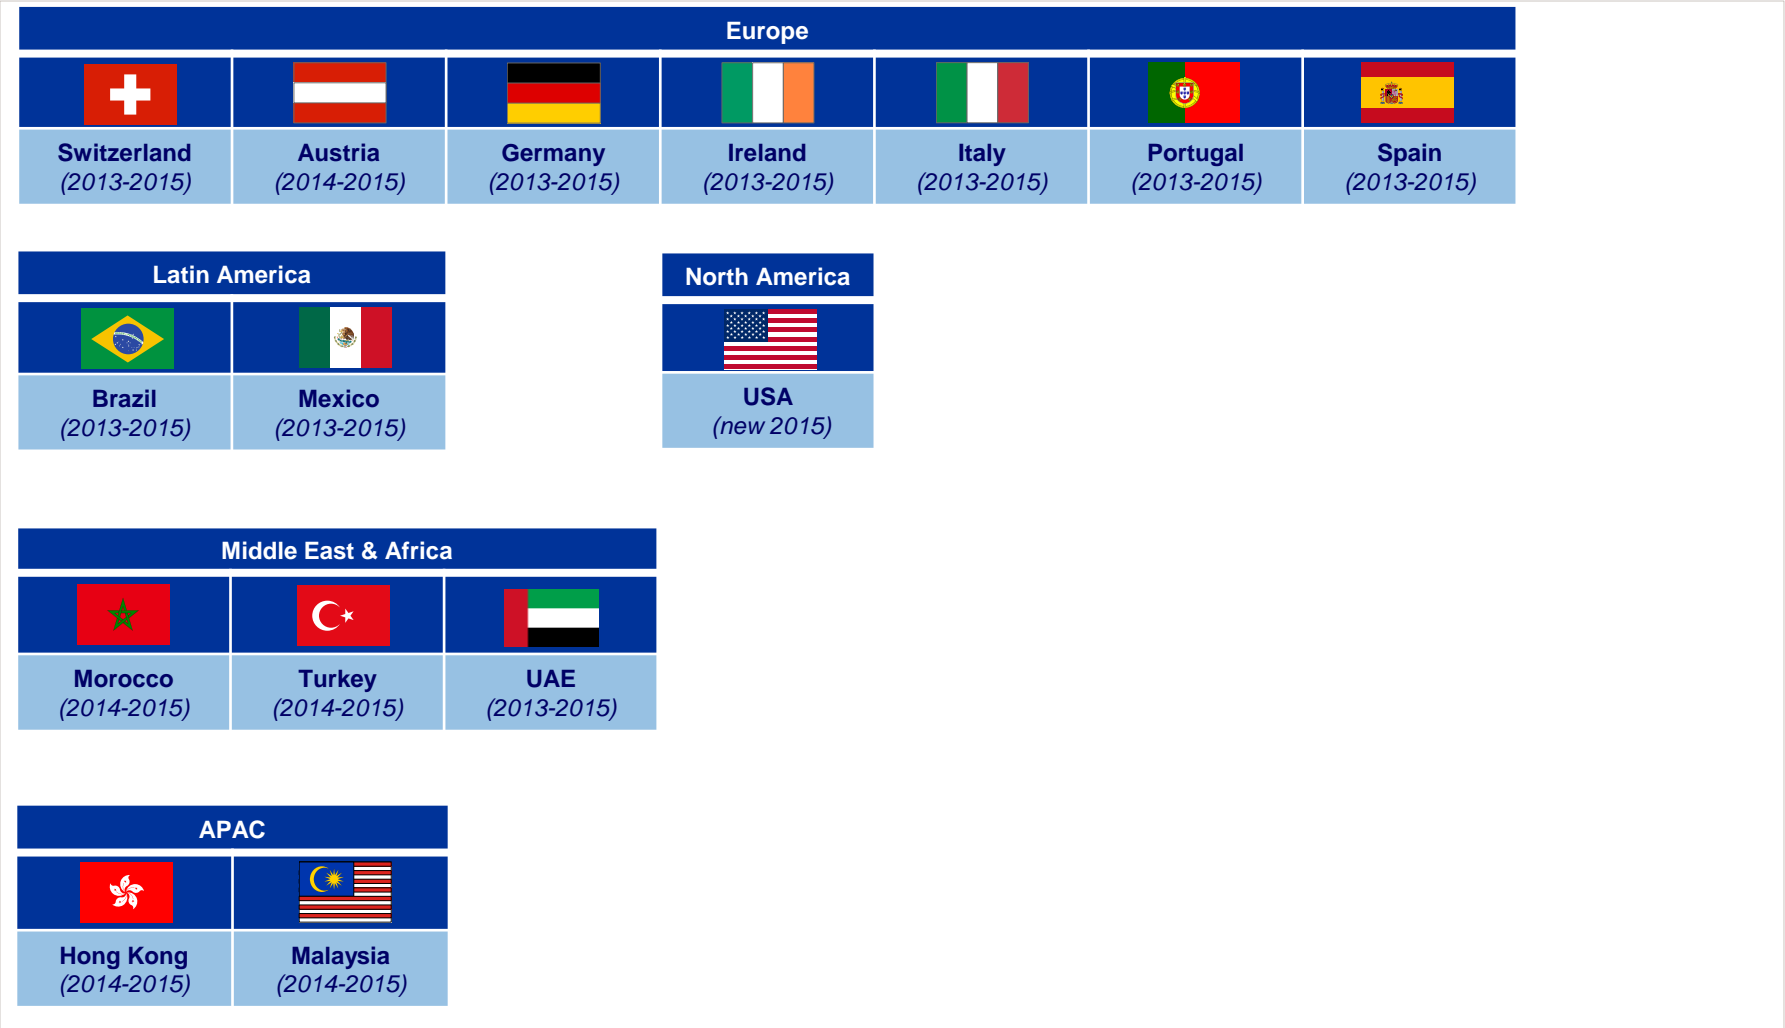 Europe
Switzerland
(2013-2015)
Austria
(2014-2015)
Germany
(2013-2015)
Ireland
(2013-2015)
Italy
(2013-2015)
Portugal
(2013-2015)
Spain
(2013-2015)
Latin America
Brazil
(2013-2015)
Mexico
(2013-2015)
North America
USA
(new 2015)
Middle East & Africa
Morocco
(2014-2015)
Turkey
(2014-2015)
UAE
(2013-2015)
APAC
Hong Kong
(2014-2015)
Malaysia
(2014-2015)